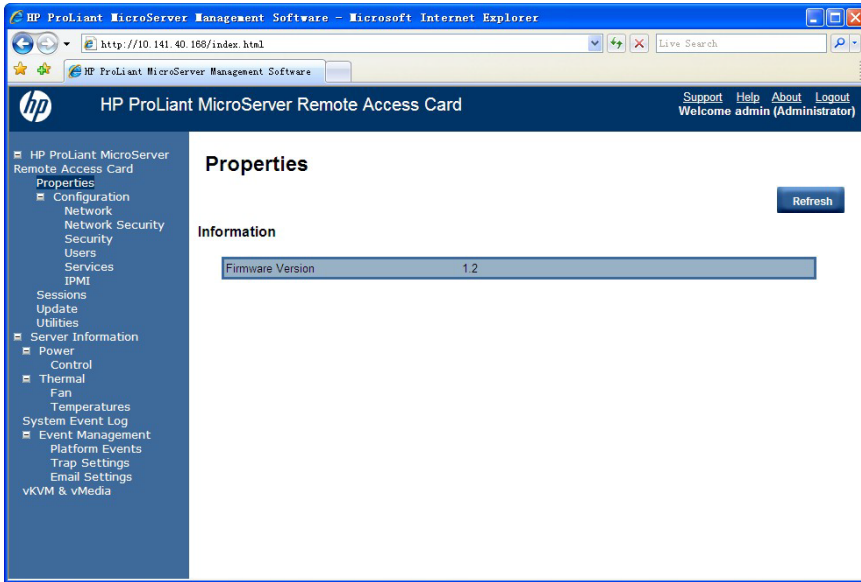 HP ProLiant MicroServer Management Software - Microsoft Internet Explorer
http://10.141.40.168/index.html
Live Search
HP ProLiant MicroServer Management Software
hp
HP ProLiant MicroServer Remote Access Card
Support Help About Logout
Welcome admin (Administrator)
HP ProLiant MicroServer
Remote Access Card
Properties
Configuration
Network
Network Security
Security
Users
Services
IPMI
Sessions
Update
Utilities
Server Information
Power
Control
Thermal
Fan
Temperatures
System Event Log
Event Management
Platform Events
Trap Settings
Email Settings
vKVM & vMedia
Properties
Refresh
Information
Firmware Version 1.2